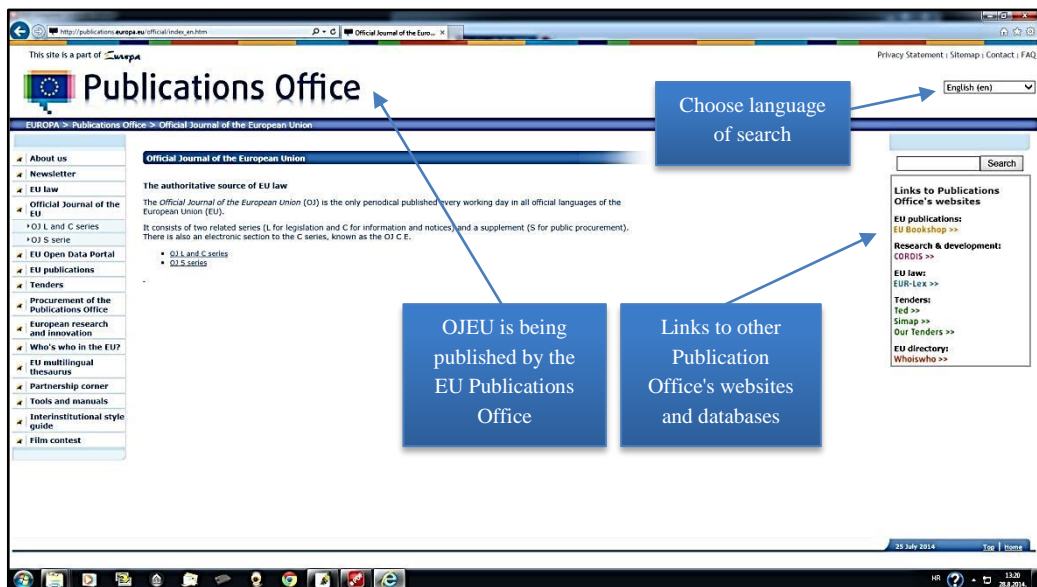 http://publications.europa.eu/official/index_en.htm
Official Journal of the Euro...
This site is a part of Europa
Privacy Statement | Sitemap | Contact | FAQ
Publications Office
English (en)
Choose language
of search
EUROPA > Publications Office > Official Journal of the European Union
About us
Newsletter
EU law
Official Journal of the
EU
OJ L and C series
OJ S serie
EU Open Data Portal
EU publications
Tenders
Procurement of the
Publications Office
European research
and innovation
Who's who in the EU?
EU multilingual
thesaurus
Partnership corner
Tools and manuals
Interinstitutional style
guide
Film contest
Official Journal of the European Union
The authoritative source of EU law
The Official Journal of the European Union (OJ) is the only periodical published every working day in all official languages of the
European Union (EU).
It consists of two related series (L for legislation and C for information and notices) and a supplement (S for public procurement).
There is also an electronic section to the C series, known as the OJ C E.
OJ L and C series
OJ S series
OJEU is being
published by the
EU Publications
Office
Links to other
Publication
Office's websites
and databases
Search
Links to Publications
Office's websites
EU publications:
EU Bookshop >>
Research & development:
CORDIS >>
EU law:
EUR-Lex >>
Tenders:
Ted >>
Simap >>
Our Tenders >>
EU directory:
Whoiswho >>
25 July 2014
Top | Home
HR
13:20
28.8.2014.